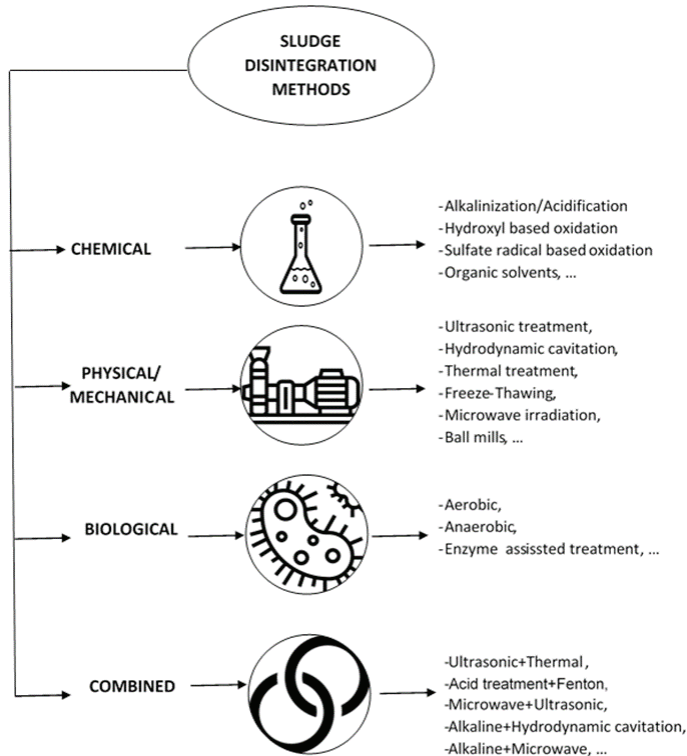 SLUDGE
DISINTEGRATION
METHODS
CHEMICAL
-Alkalinization/Acidification
-Hydroxyl based oxidation
-Sulfate radical based oxidation
-Organic solvents, ...
PHYSICAL/
MECHANICAL
-Ultrasonic treatment,
-Hydrodynamic cavitation,
-Thermal treatment,
-Freeze-Thawing,
-Microwave irradiation,
-Ball mills, ...
BIOLOGICAL
-Aerobic,
-Anaerobic,
-Enzyme assissted treatment, ...
COMBINED
-Ultrasonic+Thermal,
-Acid treatment+Fenton,
-Microwave+Ultrasonic,
-Alkaline+Hydrodynamic cavitation,
-Alkaline+Microwave, ...